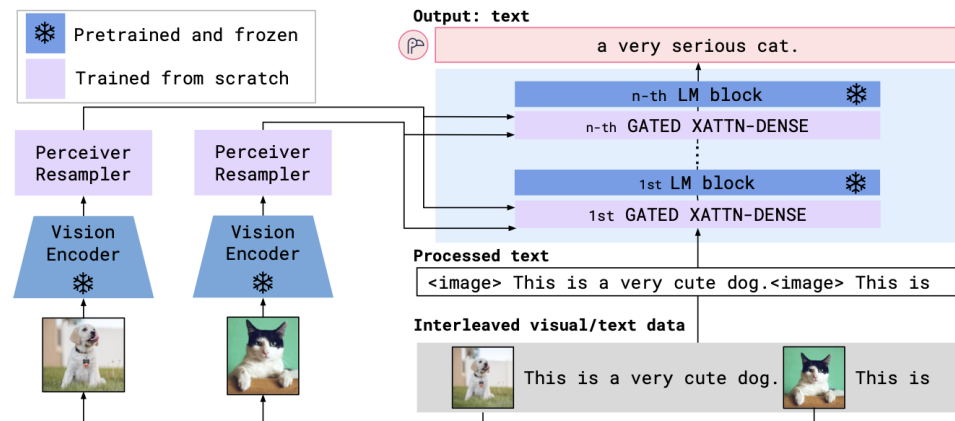 Pretrained and frozen
Trained from scratch
Perceiver
Resampler
Perceiver
Resampler
Vision
Encoder
Vision
Encoder
Output: text
a very serious cat.
n-th LM block
n-th GATED XATTN-DENSE
1st LM block
1st GATED XATTN-DENSE
Processed text
<image> This is a very cute dog.<image> This is
Interleaved visual/text data
This is a very cute dog.
This is